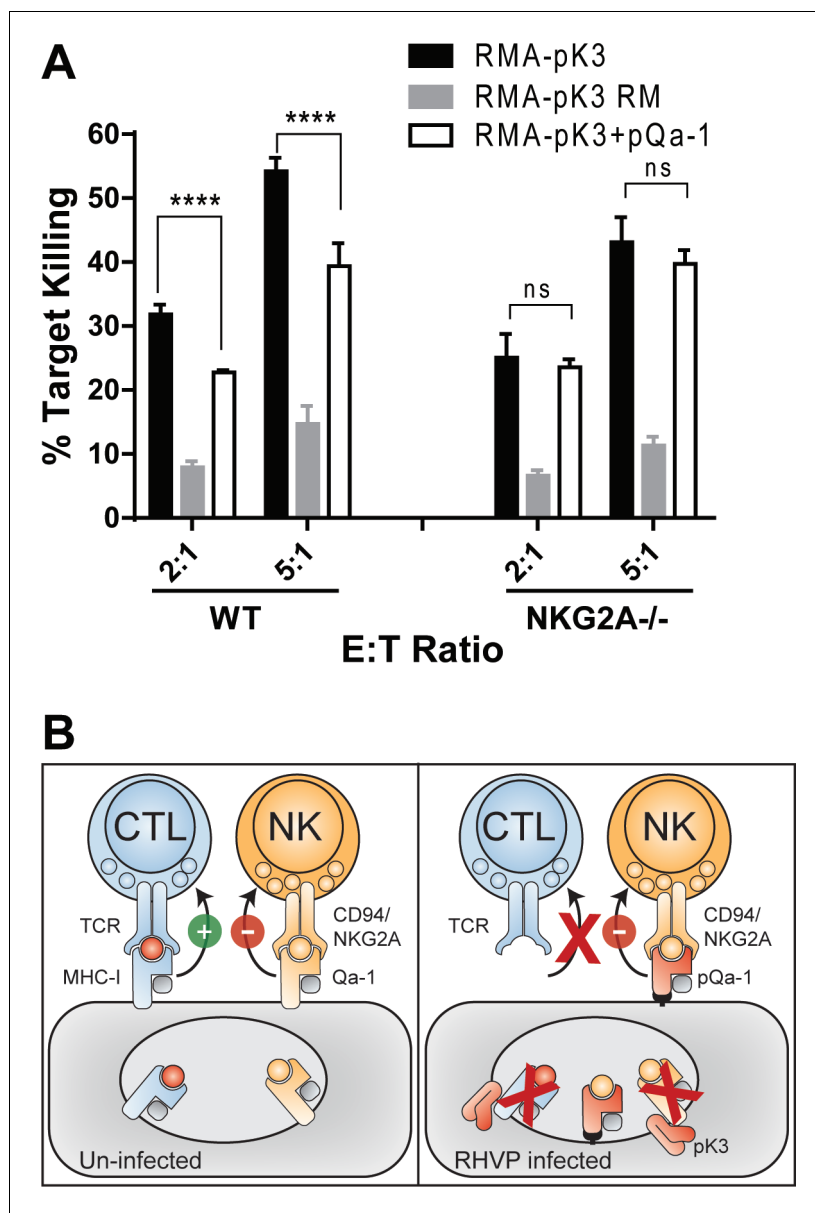 A
RMA-pK3
RMA-pK3 RM
RMA-pK3+pQa-1
% Target Killing
60
50
40
30
20
10
0
****
****
ns
ns
2:1
5:1
2:1
5:1
WT
NKG2A-/-
E:T Ratio
B
CTL
NK
TCR
+
-
CD94/
NKG2A
MHC-I
Qa-1
Un-infected
CTL
NK
TCR
X
-
CD94/
NKG2A
pQa-1
X
X
pK3
RHVP infected